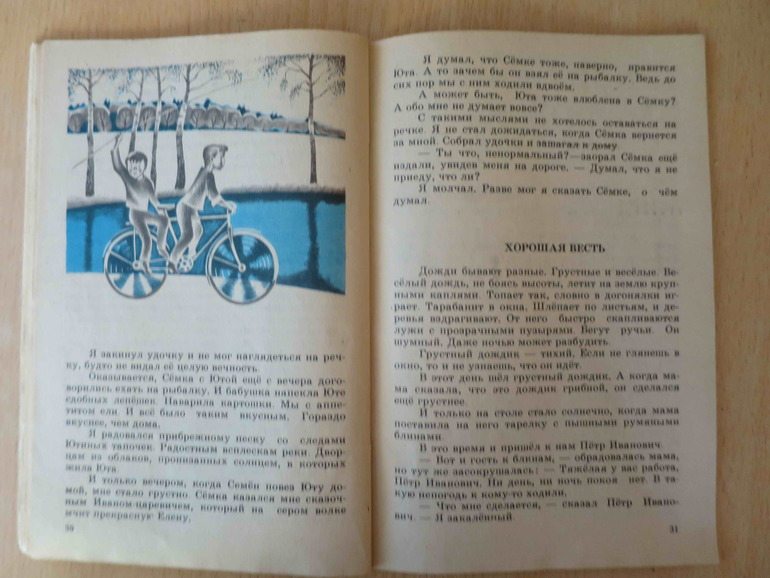 Я закинул удочку и не мог наглядеться на реч-
ку, будто не видал её целую вечность.
Оказывается, Сёмка с Ютой ещё с вечера дого-
ворились ехать на рыбалку. И бабушка напекла Юте
сдобных лепёшек. Наварила картошки. Мы с аппе-
титом ели. И всё было таким вкусным. Гораздо
вкуснее, чем дома.
Я радовался прибрежному песку со следами
Ютиных тапочек. Радостным всплескам реки. Двор-
цам из облаков, пронизанных солнцем, в которых
жила Юта.
И только вечером, когда Семён повез Юту до-
мой, мне стало грустно. Сёмка казался мне сказоч-
ным Иваном-царевичем, который на сером волке
мчит прекрасную Елену.
30
Я думал, что Сёмке тоже, наверно, нравится
Юта. А то зачем бы он взял её на рыбалку. Ведь до
сих пор мы с ним ходили вдвоём.
А может быть, Юта тоже влюблена в Сёмку?
А обо мне не думает вовсе?
С такими мыслями не хотелось оставаться на
речке. Я не стал дожидаться, когда Сёмка вернется
за мной. Собрал удочки и зашагал к дому.
— Ты что, ненормальный?—заорал Сёмка ещё
издали, увидев меня на дороге. — Думал, что я не
приеду, что ли?
Я молчал. Разве мог я сказать Сёмке, о чём
думал.
ХОРОШАЯ ВЕСТЬ
Дожди бывают разные. Грустные и весёлые. Ве-
сёлый дождь, не боясь высоты, летит на землю круп-
ными каплями. Топает так, словно в догонялки иг-
рает. Тарабанит в окна. Шлёпает по листьям, и де-
ревья вздрагивают. От него быстро скапливаются
лужи с прозрачными пузырями. Бегут ручьи. Он
шумный. Даже ночью может разбудить.
Грустный дождик — тихий. Если не глянешь в
окно, то и не узнаешь, что он идёт.
В этот день шёл грустный дождик. А когда ма-
ма сказала, что это дождик грибной, он сделался
ещё грустнее.
И только на столе стало солнечно, когда мама
поставила на него тарелку с пышными румяными
блинами.
В это время и пришёл к нам Пётр Иванович.
— Вот и гость к блинам, — обрадовалась мама,
но тут же засокрушалась: — Тяжёлая у вас работа,
Пётр Иванович. Ни день, ни ночь покоя нет. В та-
кую непогодь к кому-то ходили.
— Что мне сделается, — сказал Пётр Ивано-
вич. — Я закалённый.
31